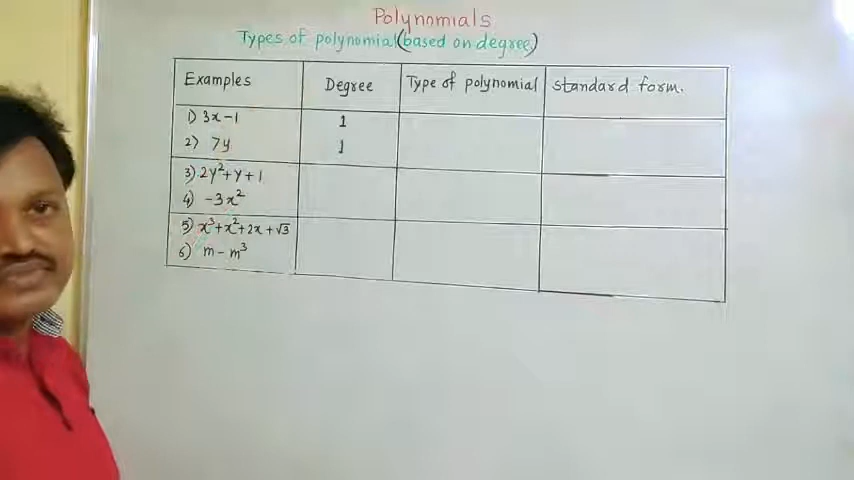 Polynomials
Types of polynomial (based on degree)
Examples Degree Type of polynomial standard form.
1) 3x-1 1
2) 7y 1
3) 2y²+y+1
4) -3x²
5) x³+x²+2x+√3
6) m-m³